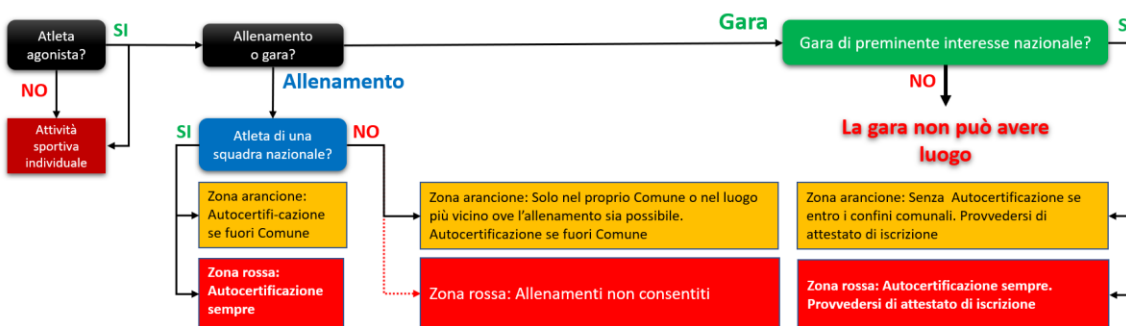 Atleta
agonista?
SI
Allenamento
o gara?
Gara
Gara di preminente interesse nazionale?
NO
Allenamento
NO
Attività
sportiva
individuale
SI
Atleta di una
squadra nazionale?
NO
La gara non può avere
luogo
Zona arancione:
Autocertifi-cazione
se fuori Comune
Zona arancione: Solo nel proprio Comune o nel luogo
più vicino ove l'allenamento sia possibile.
Autocertificazione se fuori Comune
Zona arancione: Senza Autocertificazione se
entro i confini comunali. Provvedersi di
attestato di iscrizione
Zona rossa:
Autocertificazione
sempre
Zona rossa: Allenamenti non consentiti
Zona rossa: Autocertificazione sempre.
Provvedersi di attestato di iscrizione